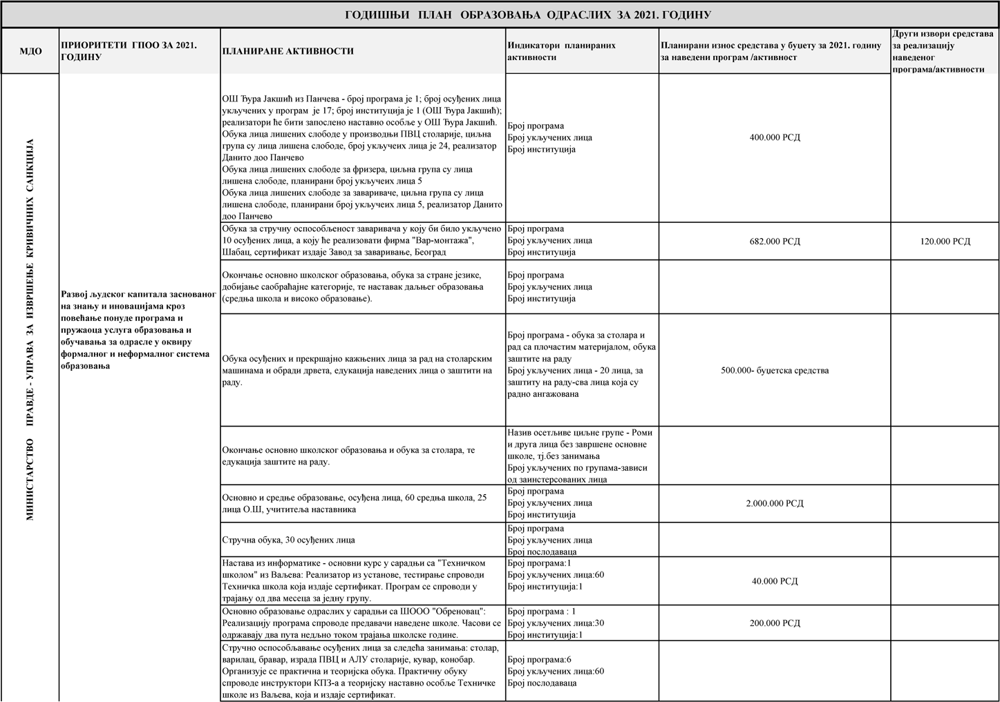 ГОДИШЊИ ПЛАН ОБРАЗОВАЊА ОДРАСЛИХ ЗА 2021. ГОДИНУ
МДО
ПРИОРИТЕТИ ГПОО ЗА 2021.
ГОДИНУ
ПЛАНИРАНЕ АКТИВНОСТИ
Индикатори планираних
активности
Планирани износ средстава у буџету за 2021. годину
за наведени програм /активност
Други извори средстава
за реализацију
наведеног
програма/активности
МИНИСТАРСТВО ПРАВДЕ - УПРАВА ЗА ИЗВРШЕЊЕ КРИВИЧНИХ САНКЦИЈА
Развој људског капитала заснованог
на знању и иновацијама кроз
повећање понуде програма и
пружаоца услуга образовања и
обучавања за одрасле у оквиру
формалног и неформалног система
образовања
ОШ Ђура Јакшић из Панчева - број програма је 1; број осуђених лица
укључених у програм је 17; број институција је 1 (ОШ Ђура Јакшић);
реализатори ће бити запослено наставно особље у ОШ Ђура Јакшић.
Обука лица лишених слободе у производњи ПВЦ столарије, циљна
група су лица лишена слободе, број укључеих лица је 24, реализатор
Данито доо Панчево
Обука лица лишених слободе за фризера, циљна група су лица
лишена слободе, планирани број укључеих лица 5
Обука лица лишених слободе за завариваче, циљна група су лица
лишена слободе, планирани број укључеих лица 5, реализатор Данито
доо Панчево
Број програма
Број укључених лица
Број институција
400.000 РСД
Обука за стручну оспособљеност заваривача у коју би било укључено
10 осуђених лица, а коју ће реализовати фирма "Вар-монтажа",
Шабац, сертификат издаје Завод за заваривање, Београд
Број програма
Број укључених лица
Број институција
682.000 РСД
120.000 РСД
Окончање основно школског образовања, обука за стране језике,
добијање саобраћајне категорије, те наставак даљњег образовања
(средња школа и високо образовање).
Број програма
Број укључених лица
Број институција
Обука осуђених и прекршајно кажњених лица за рад на столарским
машинама и обради дрвета, едукација наведених лица о заштити на
раду.
Број програма - обука за столара и
рад са плочастим материјалом, обука
заштите на раду
Број укључених лица - 20 лица, за
заштиту на раду-сва лица која су
радно ангажована
500.000- буџетска средства
Окончање основно школског образовања и обука за столара, те
едукација заштите на раду.
Назив осетљиве циљне групе - Роми
и друга лица без завршене основне
школе, тј.без занимања
Број укључених по групама-зависи
од заинстерсованих лица
Основно и средње образовање, осуђена лица, 60 средња школа, 25
лица О.Ш, учититеља наставника
Број програма
Број укључених лица
Број институција
2.000.000 РСД
Стручна обука, 30 осуђених лица
Број програма
Број укључених лица
Број послодаваца
Настава из информатике - основни курс у сарадњи са "Техничком
школом" из Ваљева: Реализатор из установе, тестирање спроводи
Техничка школа која издаје сертификат. Програм се спроводи у
трајању од два месеца за једну групу.
Број програма:1
Број укључених лица:60
Број институција:1
40.000 РСД
Основно образовање одраслих у сарадњи са ШООО "Обреновац":
Реализацију програма спроводе предавачи наведене школе. Часови се
одржавају два пута недљно током трајања школске године.
Број програма : 1
Број укључених лица:30
Број институција:1
200.000 РСД
Стручно оспособљавање осуђених лица за следећа занимања: столар,
варилац, бравар, израда ПВЦ и АЛУ столарије, кувар, конобар.
Организује се практична и теоријска обука. Практичну обуку
спроводе инструктори КПЗ-а а теоријску наставно особље Техничке
школе из Ваљева, која и издаје сертификат.
Број програма:6
Број укључених лица:60
Број послодаваца